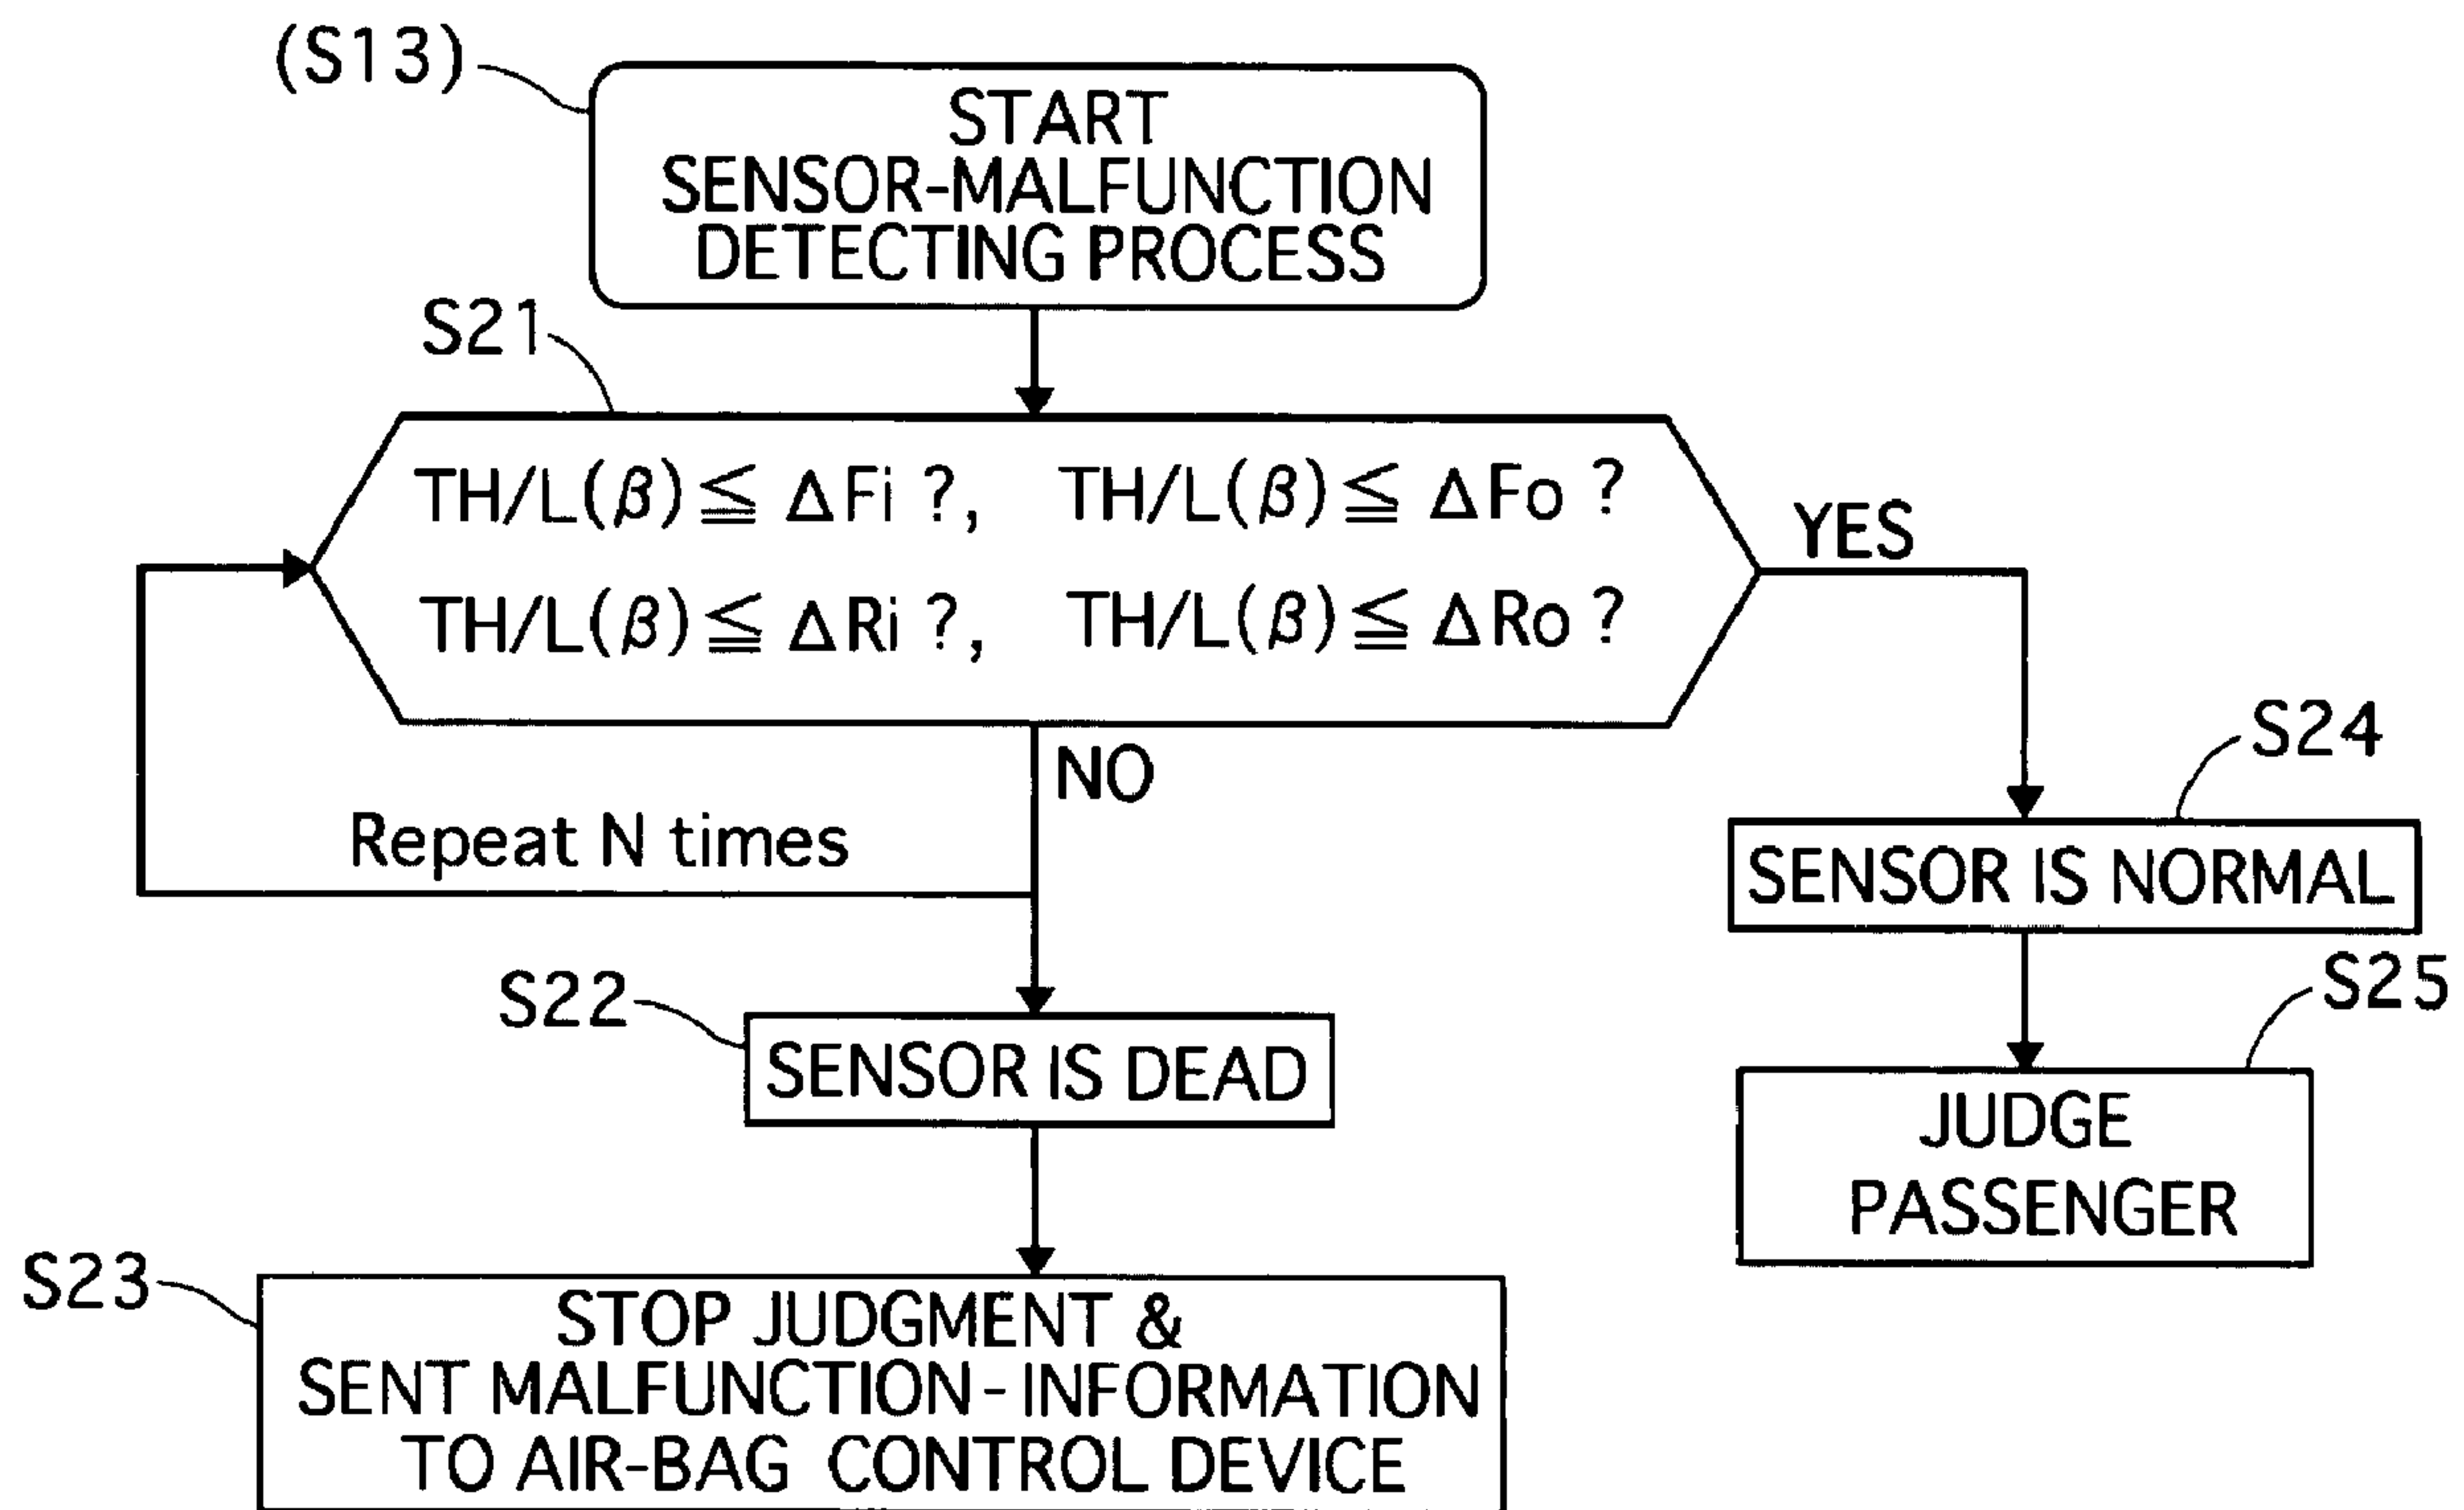 (S13)
START
SENSOR-MALFUNCTION
DETECTING PROCESS
S21
TH/L(β)≦ ΔFi ?, TH/L(β)≦ ΔFo ?
TH/L(β)≦ ΔRi ?, TH/L(β)≦ ΔRo ?
YES
NO
Repeat N times
S24
SENSOR IS NORMAL
S22
SENSOR IS DEAD
S25
JUDGE
PASSENGER
S23
STOP JUDGMENT &
SENT MALFUNCTION-INFORMATION
TO AIR-BAG CONTROL DEVICE